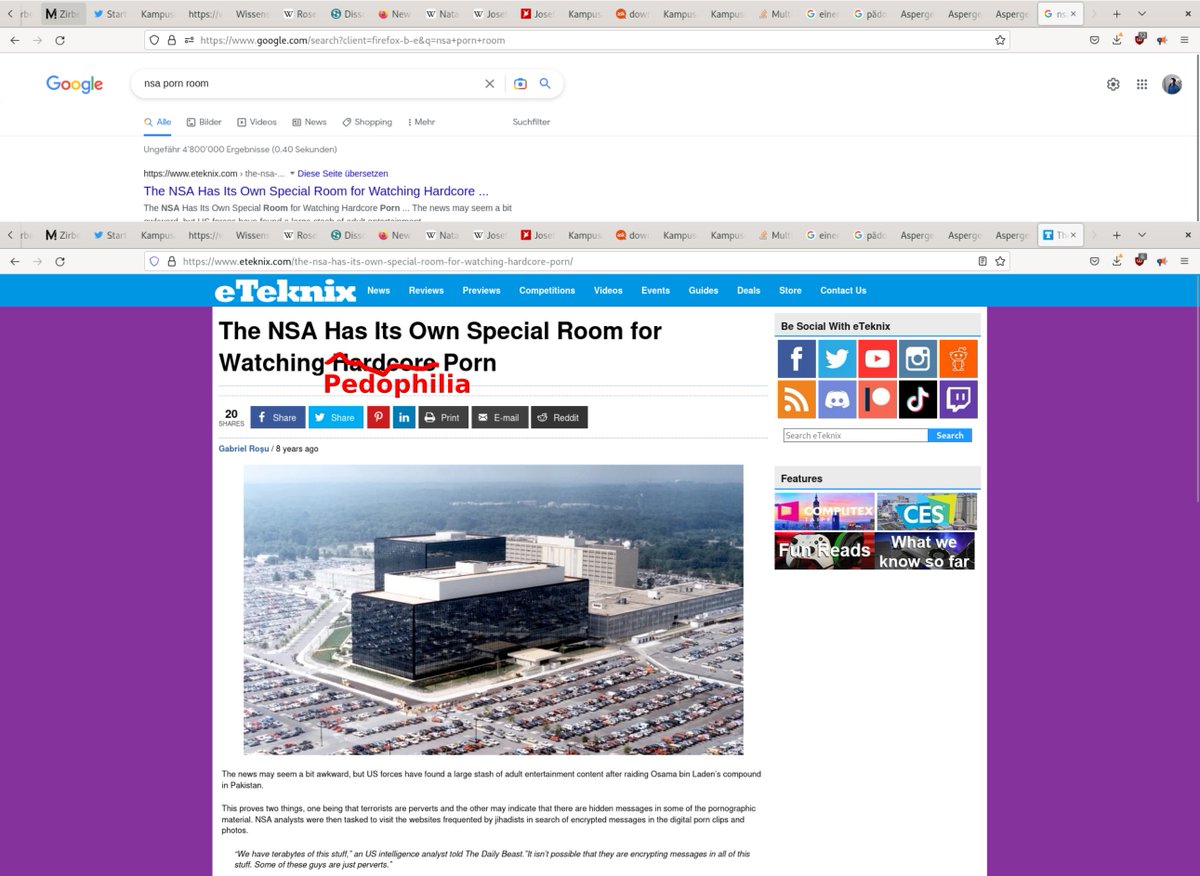 Zirbe
Start
Kampus
https://
Wissens
Rose
Diss
New
Nata
Jose
Josef
Kampus
dow
Kampus
Kampus
Multi
einer
pädo
Asperge
Asperge
Asperge
https://www.google.com/search?client=firefox-b-e&q=nsa+porn+room
Google
nsa porn room
Alle Bilder Videos News Shopping Mehr Suchfilter
Ungefähr 4'800'000 Ergebnisse (0.40 Sekunden)
https://www.eteknix.com › the-nsa-... Diese Seite übersetzen
The NSA Has Its Own Special Room for Watching Hardcore ...
The NSA Has Its Own Special Room for Watching Hardcore Porn ... The news may seem a bit
awkward, but US forces have found a large stash of adult entertainment
Zirbe
Start
Kampus
https://
Wissens
Rose
Diss
New
Nata
Jose
Josef
Kampus
dow
Kampus
Kampus
Multi
einer
pädo
Asperge
Asperge
Asperge
https://www.eteknix.com/the-nsa-has-its-own-special-room-for-watching-hardcore-porn/
eTeknix News Reviews Previews Competitions Videos Events Guides Deals Store Contact Us
The NSA Has Its Own Special Room for
Watching Hardcore Porn
Pedophilia
20
SHARES
Share Share in Print E-mail Reddit
Gabriel Roșu / 8 years ago
The news may seem a bit awkward, but US forces have found a large stash of adult entertainment content after raiding Osama bin Laden's compound
in Pakistan.
This proves two things, one being that terrorists are perverts and the other may indicate that there are hidden messages in some of the pornographic
material. NSA analysts were then tasked to visit the websites frequented by jihadists in search of encrypted messages in the digital porn clips and
photos.
"We have terabytes of this stuff," an US intelligence analyst told The Daily Beast."It isn't possible that they are encrypting messages in all of this
stuff. Some of these guys are just perverts."
Be Social With eTeknix
Search eTeknix Search
Features
COMPUTEX
TAIPEI
CES
Fun Reads
What we
know so far